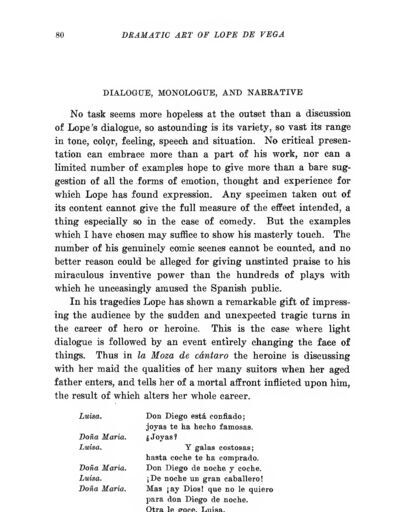 80 DRAMATIC ART OF LOPE DE VEGA
DIALOGUE, MONOLOGUE, AND NARRATIVE
No task seems more hopeless at the outset than a discussion
of Lope's dialogue, so astounding is its variety, so vast its range
in tone, color, feeling, speech and situation. No critical presen-
tation can embrace more than a part of his work, nor can a
limited number of examples hope to give more than a bare sug-
gestion of all the forms of emotion, thought and experience for
which Lope has found expression. Any specimen taken out of
its content cannot give the full measure of the effect intended, a
thing especially so in the case of comedy. But the examples
which I have chosen may suffice to show his masterly touch. The
number of his genuinely comic scenes cannot be counted, and no
better reason could be alleged for giving unstinted praise to his
miraculous inventive power than the hundreds of plays with
which he unceasingly amused the Spanish public.
In his tragedies Lope has shown a remarkable gift of impress-
ing the audience by the sudden and unexpected tragic turns in
the career of hero or heroine. This is the case where light
dialogue is followed by an event entirely changing the face of
things. Thus in la Moza de cántaro the heroine is discussing
with her maid the qualities of her many suitors when her aged
father enters, and tells her of a mortal affront inflicted upon him,
the result of which alters her whole career.
Luisa. Don Diego está confiado;
joyas te ha hecho famosas.
Doña Maria. ¿Joyas?
Luisa. Y galas costosas;
hasta coche te ha comprado.
Doña Maria. Don Diego de noche y coche.
Luisa. ¡De noche un gran caballero!
Doña Maria. Mas ¡ay Dios! que no le quiero
para don Diego de noche.
Otra le goce, Luisa,